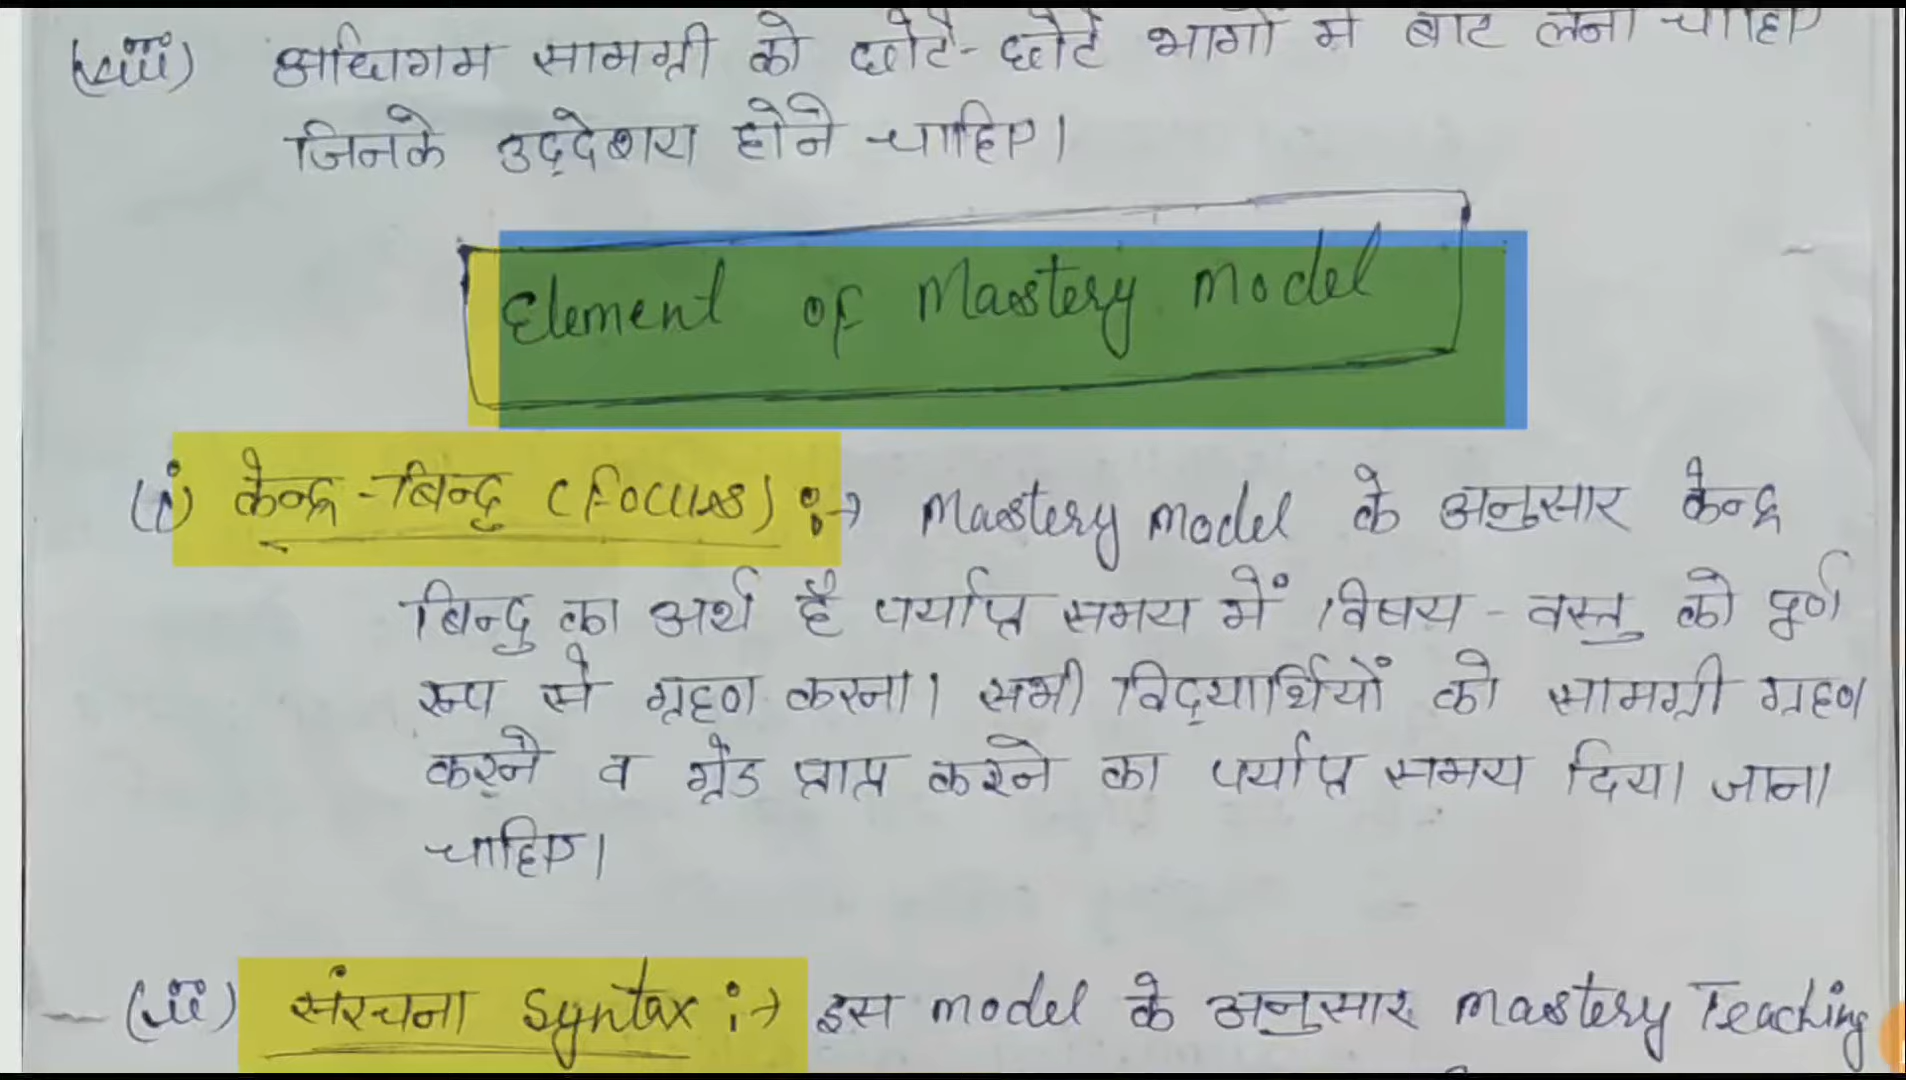 (viii) अधिगम सामग्री को छोटे-छोटे भागों में बाट लेना चाहिए
जिनके उद्देश्य होने चाहिए।
Element of Mastery Model
(i) केन्द्र-बिन्दु (Focus) :→ Mastery Model के अनुसार केन्द्र
बिन्दु का अर्थ है पर्याप्त समय में विषय-वस्तु को पूर्ण
रूप से ग्रहण करना। सभी विद्यार्थियों को सामग्री ग्रहण
करने व ग्रेड प्राप्त करने का पर्याप्त समय दिया जाना
चाहिए।
(ii) संरचना Syntax :→ इस model के अनुसार Mastery Teaching